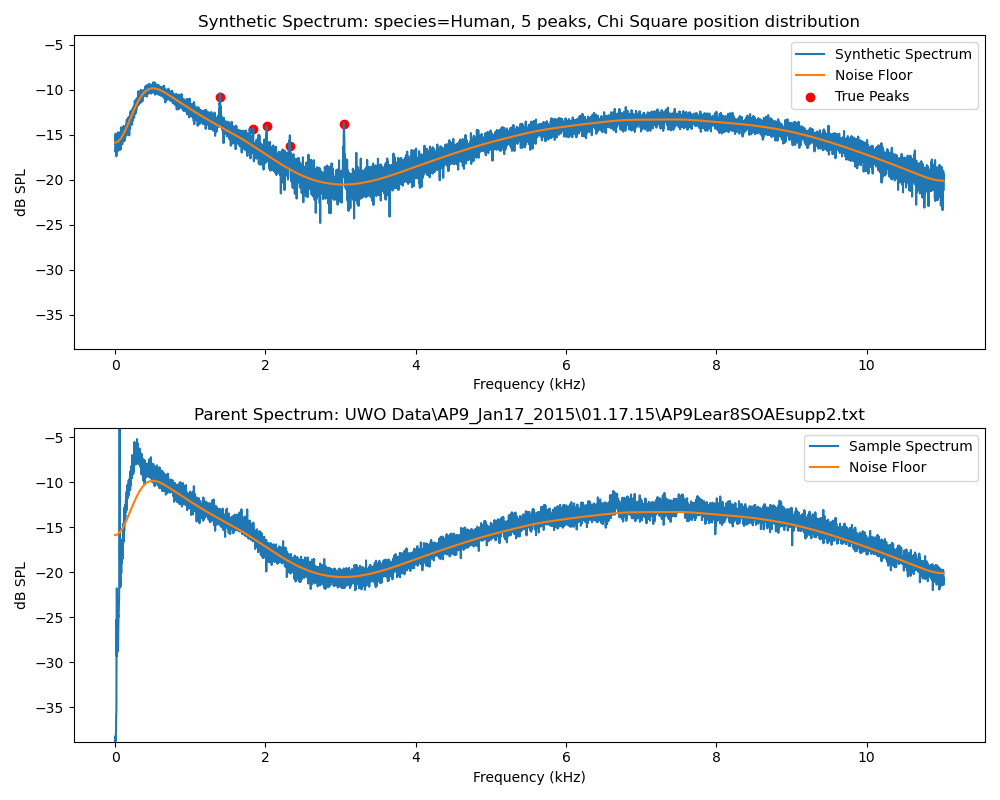 Synthetic Spectrum: species=Human, 5 peaks, Chi Square position distribution
−5
−10
−15
−20
−25
−30
−35
dB SPL
Synthetic Spectrum
Noise Floor
True Peaks
0 2 4 6 8 10
Frequency (kHz)
Parent Spectrum: UWO Data\AP9_Jan17_2015\01.17.15\AP9Lear8SOAEsupp2.txt
−5
−10
−15
−20
−25
−30
−35
dB SPL
Sample Spectrum
Noise Floor
0 2 4 6 8 10
Frequency (kHz)